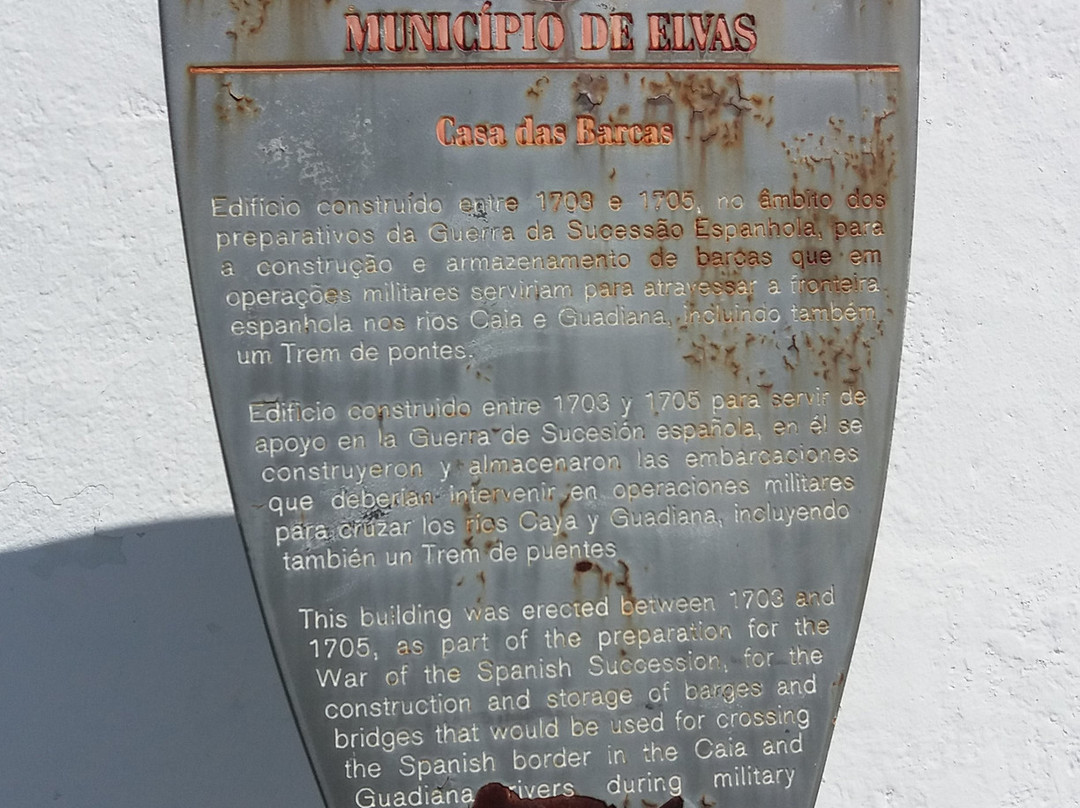 MUNICÍPIO DE ELVAS
Casa das Barcas
Edifício construído entre 1703 e 1705, no âmbito dos
preparativos da Guerra da Sucessão Espanhola, para
a construção e armazenamento de barcas que em
operações militares serviriam para atravessar a fronteira
espanhola nos rios Caia e Guadiana, incluindo também
um Trem de pontes.
Edificio construido entre 1703 y 1705 para servir de
apoyo en la Guerra de Sucesión española, en él se
construyeron y almacenaron las embarcaciones
que deberían intervenir en operaciones militares
para cruzar los ríos Caya y Guadiana, incluyendo
también un Trem de puentes
This building was erected between 1703 and
1705, as part of the preparation for the
War of the Spanish Succession, for the
construction and storage of barges and
bridges that would be used for crossing
the Spanish border in the Caia and
Guadiana rivers during military